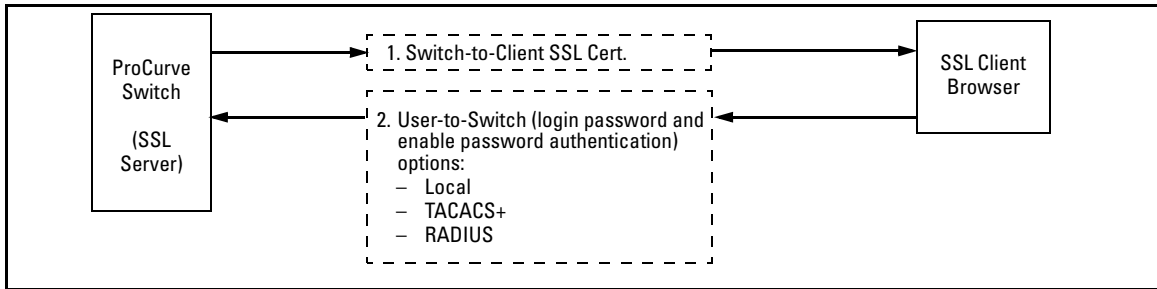 ProCurve
Switch
(SSL
Server)
1. Switch-to-Client SSL Cert.
2. User-to-Switch (login password and
enable password authentication)
options:
– Local
– TACACS+
– RADIUS
SSL Client
Browser